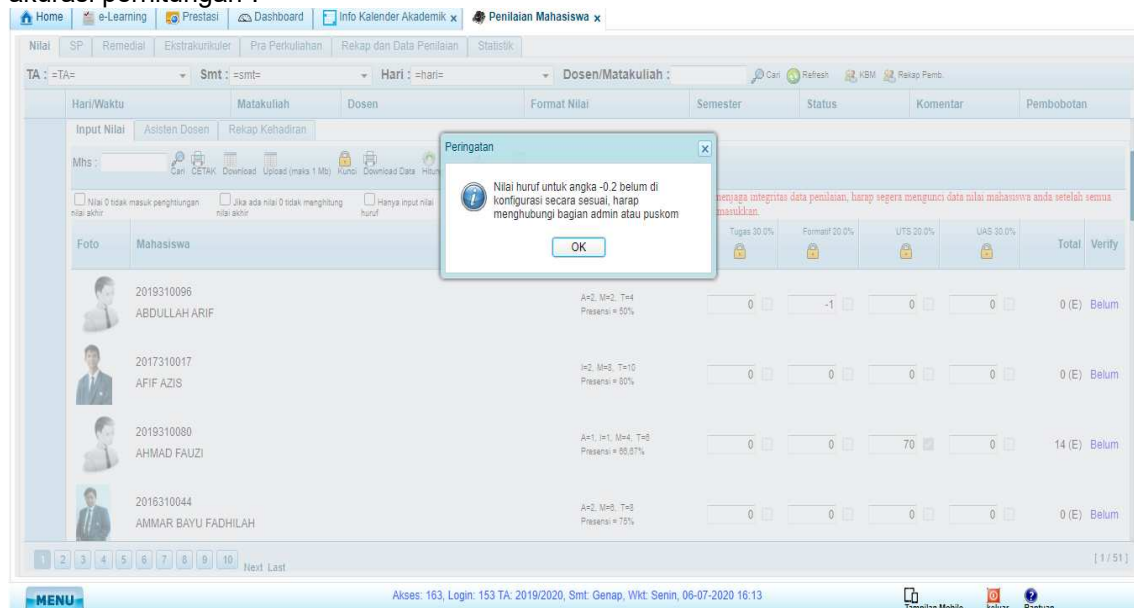 akurasi perhitungan .
Home e-Learning Prestasi Dashboard Info Kalender Akademik x Penilaian Mahasiswa x
Nilai SP Remedial Ekstrakurikuler Pra Perkuliahan Rekap dan Data Penilaian Statistik
TA : =TA= Smt : =smt= Hari : =hari= Dosen/Matakuliah : Cari Refresh KBM Rekap Pemb.
Hari/Waktu Matakuliah Dosen Format Nilai Semester Status Komentar Pembobotan
Input Nilai Asisten Dosen Rekap Kehadiran
Mhs : Cari CETAK Download Upload (maks 1 Mb) Kunci Download Data
Peringatan x
Nilai huruf untuk angka -0.2 belum di
konfigurasi secara sesuai, harap
menghubungi bagian admin atau puskom
OK
Nilai 0 tidak masuk penghtiungan
nilai akhir
Jika ada nilai 0 tidak menghitung
nilai akhir
Hanya input nilai
huruf
menjaga integritas data penilaian, harap segera mengunci data nilai mahasiswa anda setelah semua
Foto Mahasiswa Tugas 30.0% Formatif 20.0% UTS 20.0% UAS 30.0% Total Verify
2019310096
ABDULLAH ARIF
A=2, M=2, T=4
Presensi = 50%
0 -1 0 0 0 (E) Belum
2017310017
AFIF AZIS
I=2, M=8, T=10
Presensi = 80%
0 0 0 0 0 (E) Belum
2019310080
AHMAD FAUZI
A=1, I=1, M=4, T=6
Presensi = 66,67%
0 0 70 0 14 (E) Belum
2016310044
AMMAR BAYU FADHILAH
A=2, M=6, T=8
Presensi = 75%
0 0 0 0 0 (E) Belum
1 2 3 4 5 6 7 8 9 10 Next Last [ 1 / 51 ]
MENU Akses: 163, Login: 153 TA: 2019/2020, Smt: Genap, Wkt: Senin, 06-07-2020 16:13 Tampilan Mobile keluar Bantuan